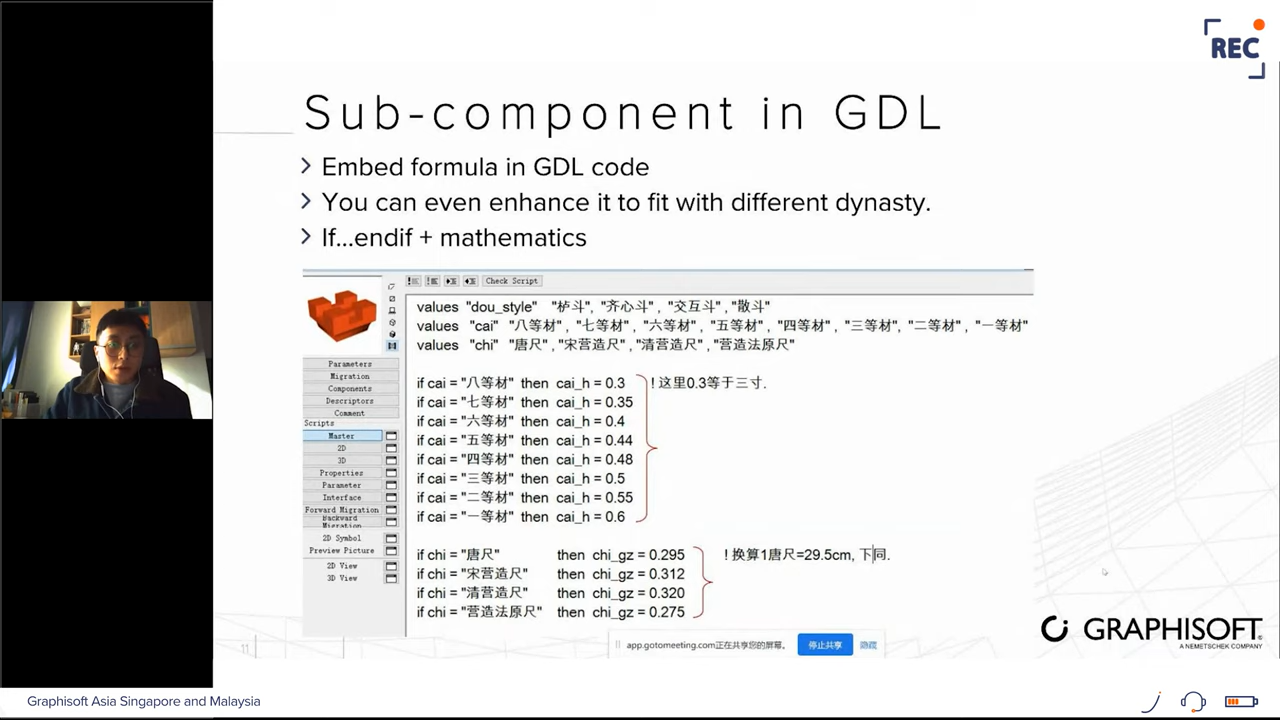 REC
Sub-component in GDL
Embed formula in GDL code
You can even enhance it to fit with different dynasty.
If...endif + mathematics
Check Script
values "dou_style" "栌斗", "齐心斗", "交互斗", "散斗"
values "cai" "八等材", "七等材", "六等材", "五等材", "四等材", "三等材", "二等材", "一等材"
values "chi" "唐尺", "宋营造尺", "清营造尺", "营造法原尺"
if cai = "八等材" then cai_h = 0.3 ! 这里0.3等于三寸.
if cai = "七等材" then cai_h = 0.35
if cai = "六等材" then cai_h = 0.4
if cai = "五等材" then cai_h = 0.44
if cai = "四等材" then cai_h = 0.48
if cai = "三等材" then cai_h = 0.5
if cai = "二等材" then cai_h = 0.55
if cai = "一等材" then cai_h = 0.6
if chi = "唐尺" then chi_gz = 0.295 ! 换算1唐尺=29.5cm, 下同.
if chi = "宋营造尺" then chi_gz = 0.312
if chi = "清营造尺" then chi_gz = 0.320
if chi = "营造法原尺" then chi_gz = 0.275
Parameters
Migration
Components
Descriptors
Comment
Scripts
Master
2D
3D
Properties
Parameter
Interface
Forward Migration
Backward
Migration
2D Symbol
Preview Picture
2D View
3D View
11
app.gotomeeting.com正在共享您的屏幕。 停止共享 隐藏
GRAPHISOFT
A NEMETSCHEK COMPANY
Graphisoft Asia Singapore and Malaysia